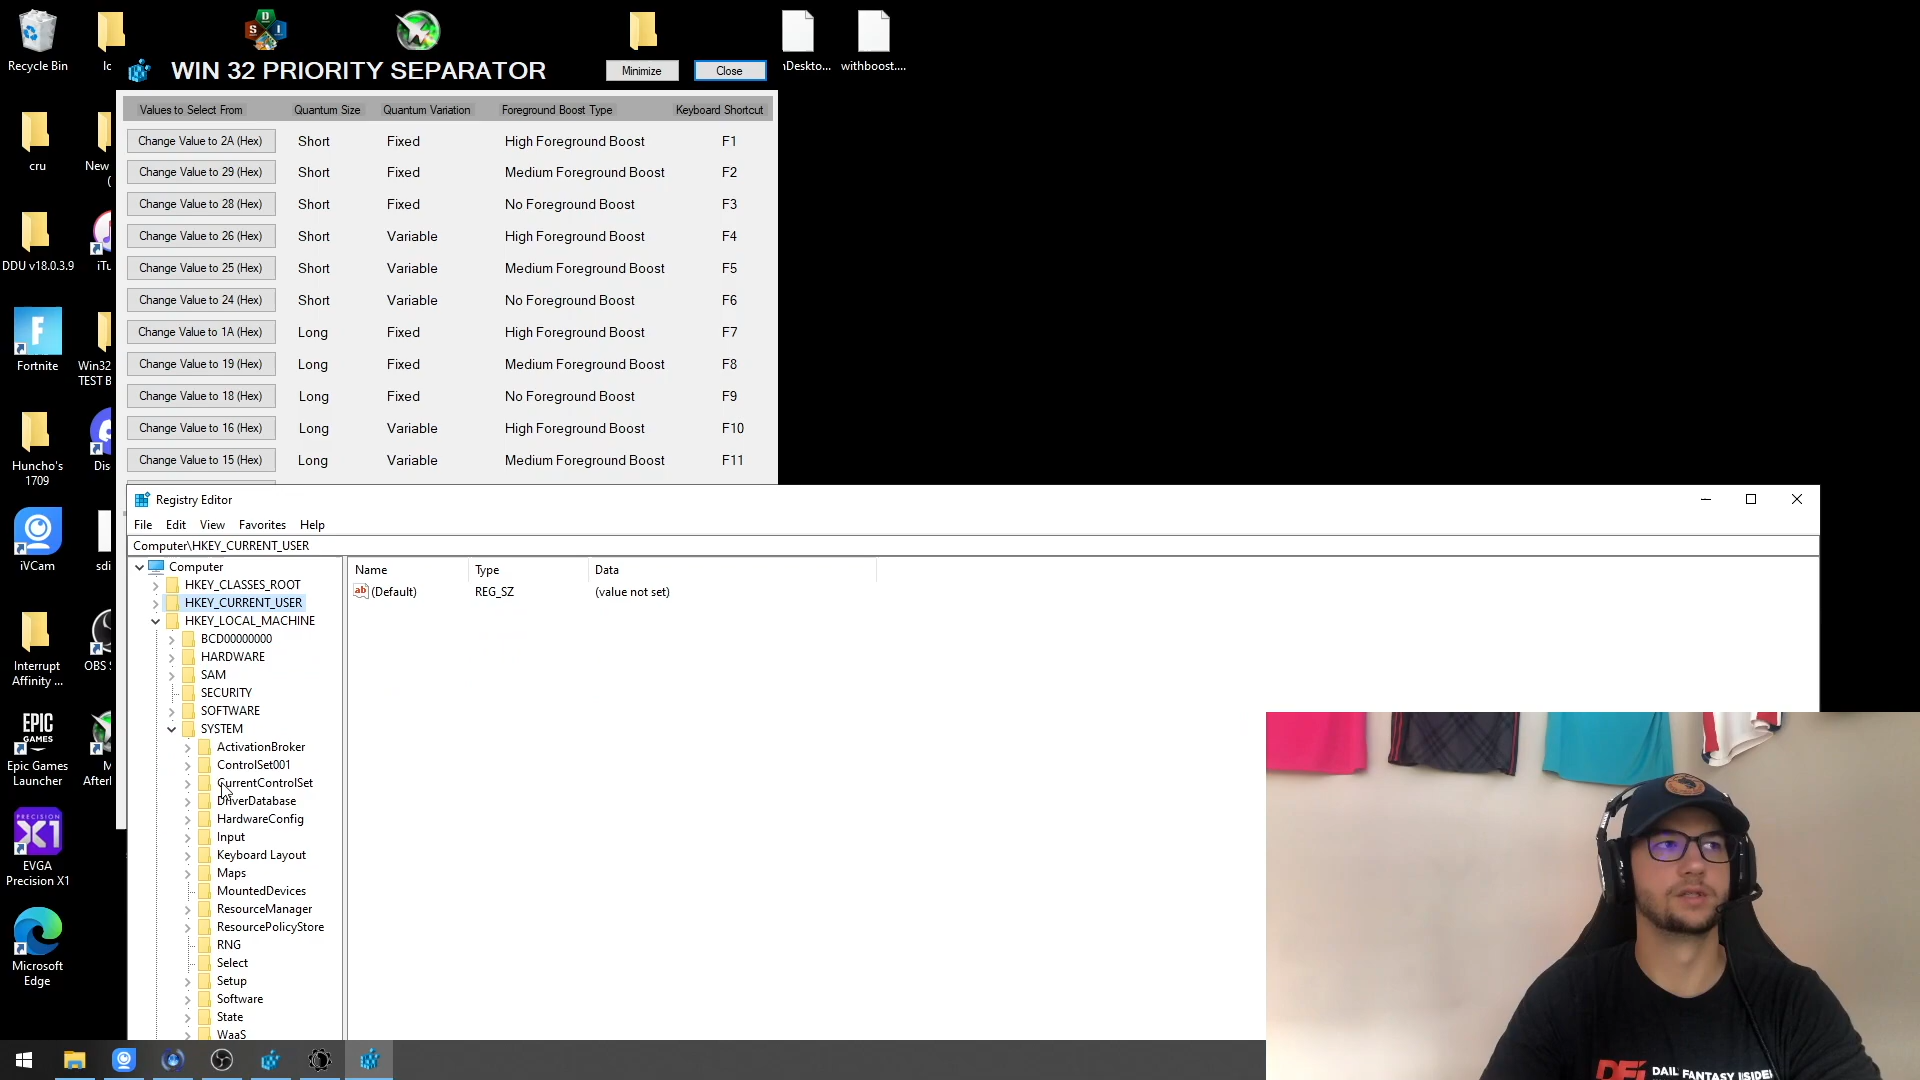 Recycle Bin
cru
DDU v18.0.3.9
Fortnite
Huncho's
1709
iVCam
Interrupt
Affinity ...
EPIC
GAMES
Epic Games
Launcher
PRECISION
X1
EVGA
Precision X1
Microsoft
Edge
New
Win32
TEST B
Dis
sdi
OBS S
M
After
S D I
nDeskto...
withboost....
WIN 32 PRIORITY SEPARATOR
Minimize
Close
Values to Select From Quantum Size Quantum Variation Foreground Boost Type Keyboard Shortcut
Change Value to 2A (Hex) Short Fixed High Foreground Boost F1
Change Value to 29 (Hex) Short Fixed Medium Foreground Boost F2
Change Value to 28 (Hex) Short Fixed No Foreground Boost F3
Change Value to 26 (Hex) Short Variable High Foreground Boost F4
Change Value to 25 (Hex) Short Variable Medium Foreground Boost F5
Change Value to 24 (Hex) Short Variable No Foreground Boost F6
Change Value to 1A (Hex) Long Fixed High Foreground Boost F7
Change Value to 19 (Hex) Long Fixed Medium Foreground Boost F8
Change Value to 18 (Hex) Long Fixed No Foreground Boost F9
Change Value to 16 (Hex) Long Variable High Foreground Boost F10
Change Value to 15 (Hex) Long Variable Medium Foreground Boost F11
Registry Editor
File Edit View Favorites Help
Computer\HKEY_CURRENT_USER
Computer
HKEY_CLASSES_ROOT
HKEY_CURRENT_USER
HKEY_LOCAL_MACHINE
BCD00000000
HARDWARE
SAM
SECURITY
SOFTWARE
SYSTEM
ActivationBroker
ControlSet001
CurrentControlSet
DriverDatabase
HardwareConfig
Input
Keyboard Layout
Maps
MountedDevices
ResourceManager
ResourcePolicyStore
RNG
Select
Setup
Software
State
WaaS
Name Type Data
ab (Default) REG_SZ (value not set)
DAIL FANTASY INSIDER